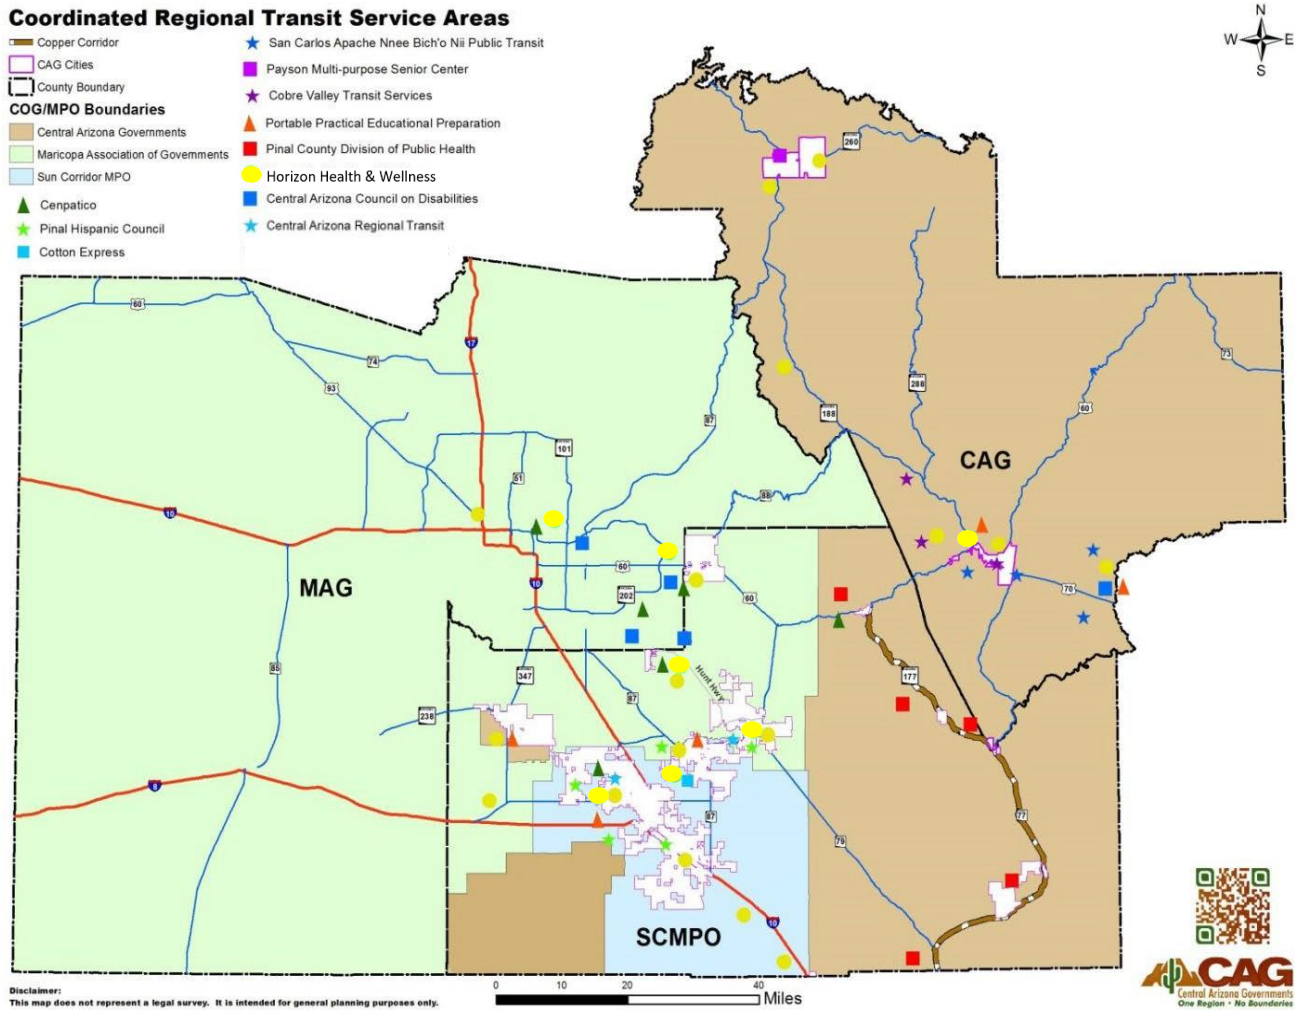 Coordinated Regional Transit Service Areas
Copper Corridor
CAG Cities
County Boundary
COG/MPO Boundaries
Central Arizona Governments
Maricopa Association of Governments
Sun Corridor MPO
Cenpatico
Pinal Hispanic Council
Cotton Express
San Carlos Apache Nnee Bich'o Nii Public Transit
Payson Multi-purpose Senior Center
Cobre Valley Transit Services
Portable Practical Educational Preparation
Pinal County Division of Public Health
Horizon Health & Wellness
Central Arizona Council on Disabilities
Central Arizona Regional Transit
N
W E
S
260
60
17
74
93
73
288
60
188
87
101
51
CAG
88
10
MAG
60
10
202
70
60
85
347
Hunt Hwy
177
87
238
8
87
77
79
10
SCMPO
CAG
Central Arizona Governments
One Region • No Boundaries
Disclaimer:
This map does not represent a legal survey. It is intended for general planning purposes only.
0 10 20 40
Miles